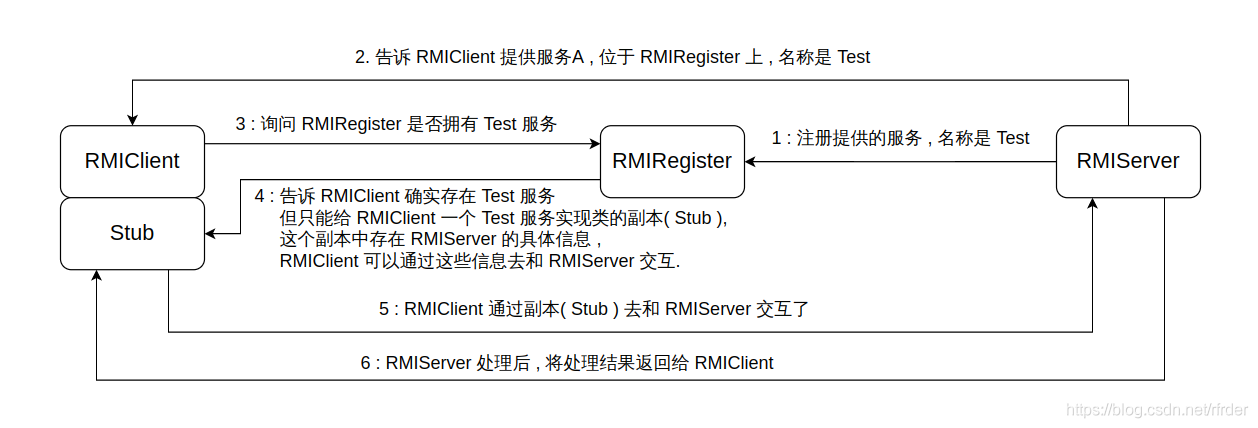 2. 告诉 RMIClient 提供服务A , 位于 RMIRegister 上 , 名称是 Test
3 : 询问 RMIRegister 是否拥有 Test 服务
1 : 注册提供的服务 , 名称是 Test
RMIClient
RMIRegister
RMIServer
4 : 告诉 RMIClient 确实存在 Test 服务
但只能给 RMIClient 一个 Test 服务实现类的副本( Stub ),
这个副本中存在 RMIServer 的具体信息 ,
RMIClient 可以通过这些信息去和 RMIServer 交互.
Stub
5 : RMIClient 通过副本( Stub ) 去和 RMIServer 交互了
6 : RMIServer 处理后 , 将处理结果返回给 RMIClient
https://blog.csdn.net/rfrder